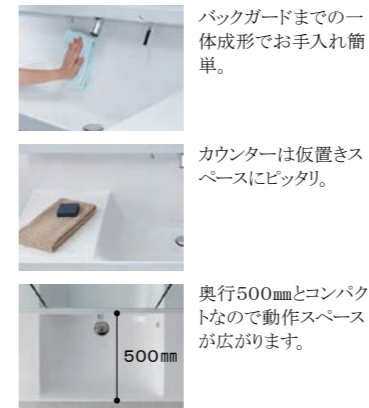 バックガードまでの一
体成形でお手入れ簡
単。
カウンターは仮置きス
ペースにピッタリ。
奥行500㎜とコンパク
トなので動作スペース
が広がります。
500㎜